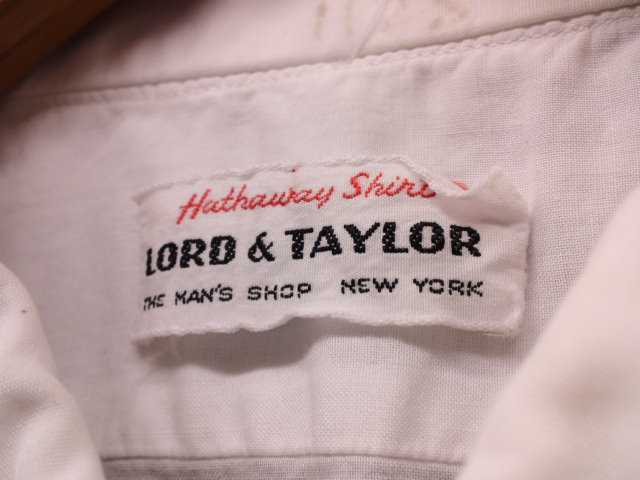 Hathaway Shirt
LORD & TAYLOR
THE MAN'S SHOP NEW YORK